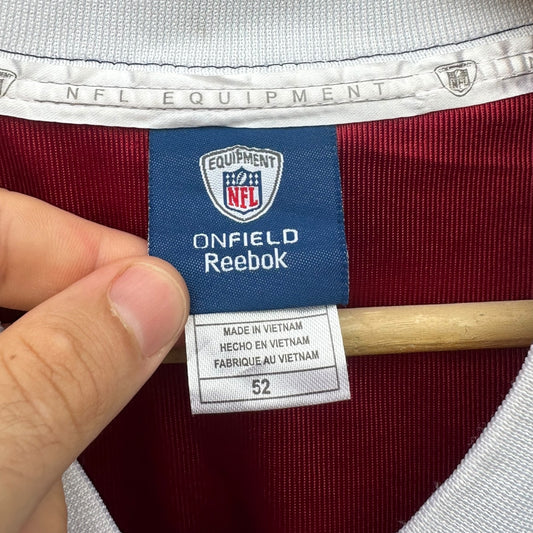 NFL EQUIPMENT
EQUIPMENT
NFL
ONFIELD
Reebok
MADE IN VIETNAM
HECHO EN VIETNAM
FABRIQUE AU VIETNAM
52